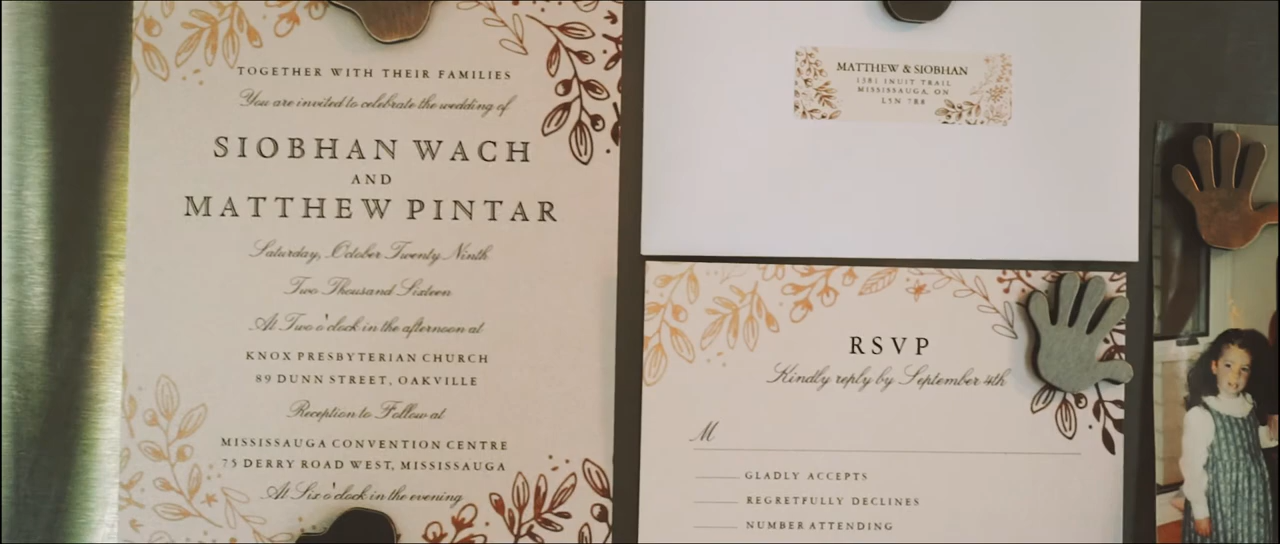 TOGETHER WITH THEIR FAMILIES
You are invited to celebrate the wedding of
SIOBHAN WACH
AND
MATTHEW PINTAR
Saturday, October Twenty Ninth
Two Thousand Sixteen
At Two o'clock in the afternoon at
KNOX PRESBYTERIAN CHURCH
89 DUNN STREET, OAKVILLE
Reception to Follow at
MISSISSAUGA CONVENTION CENTRE
75 DERRY ROAD WEST, MISSISSAUGA
At Six o'clock in the evening
MATTHEW & SIOBHAN
1381 INUIT TRAIL
MISSISSAUGA, ON
L5N 7R8
RSVP
Kindly reply by September 4th
M
GLADLY ACCEPTS
REGRETFULLY DECLINES
NUMBER ATTENDING